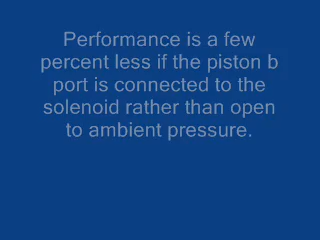 Performance is a few
percent less if the piston b
port is connected to the
solenoid rather than open
to ambient pressure.